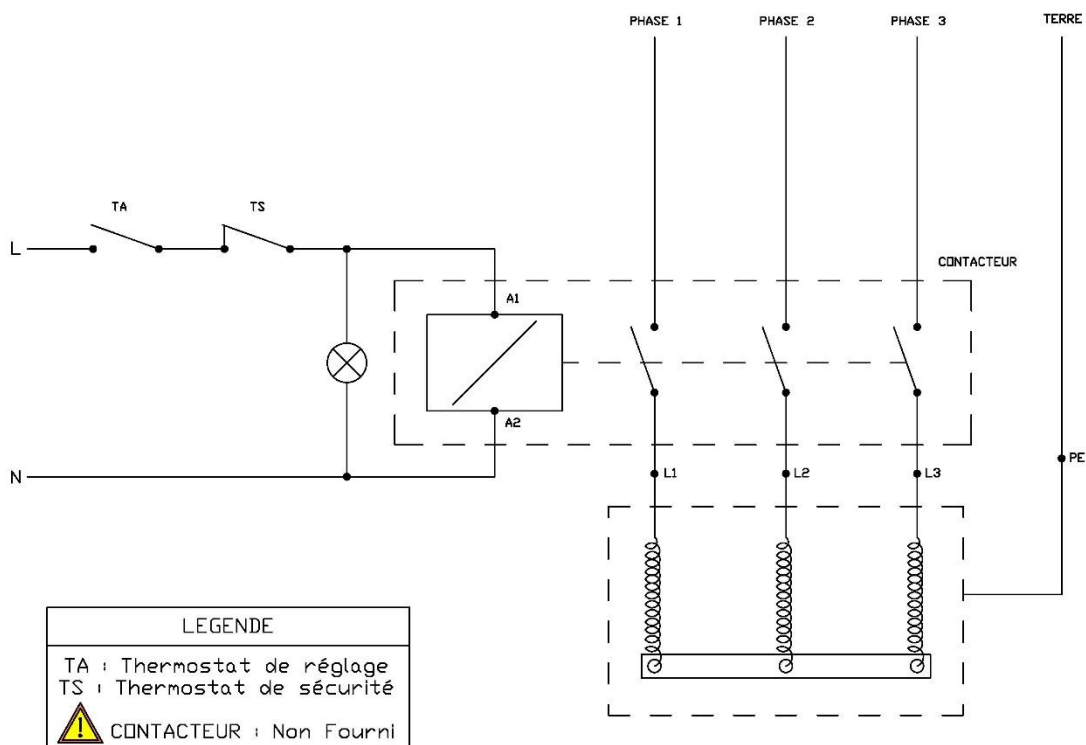 PHASE 1 PHASE 2 PHASE 3 TERRE
TA TS
L
CONTACTEUR
A1
A2
N
PE
L1 L2 L3
LEGENDE
TA : Thermostat de réglage
TS : Thermostat de sécurité
! CONTACTEUR : Non Fourni